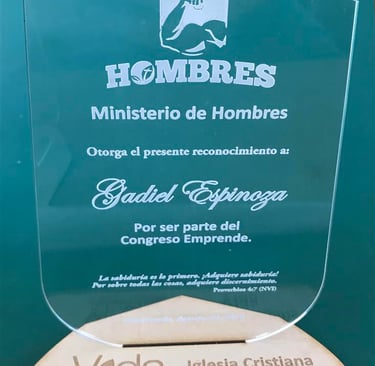 HOMBRES
Ministerio de Hombres
Otorga el presente reconocimiento a:
Gadiel Espinoza
Por ser parte del
Congreso Emprende.
La sabiduría es lo primero. ¡Adquiere sabiduría!
Por sobre todas las cosas, adquiere discernimiento.
Proverbios 4:7 (NVI)
Vida Iglesia Cristiana